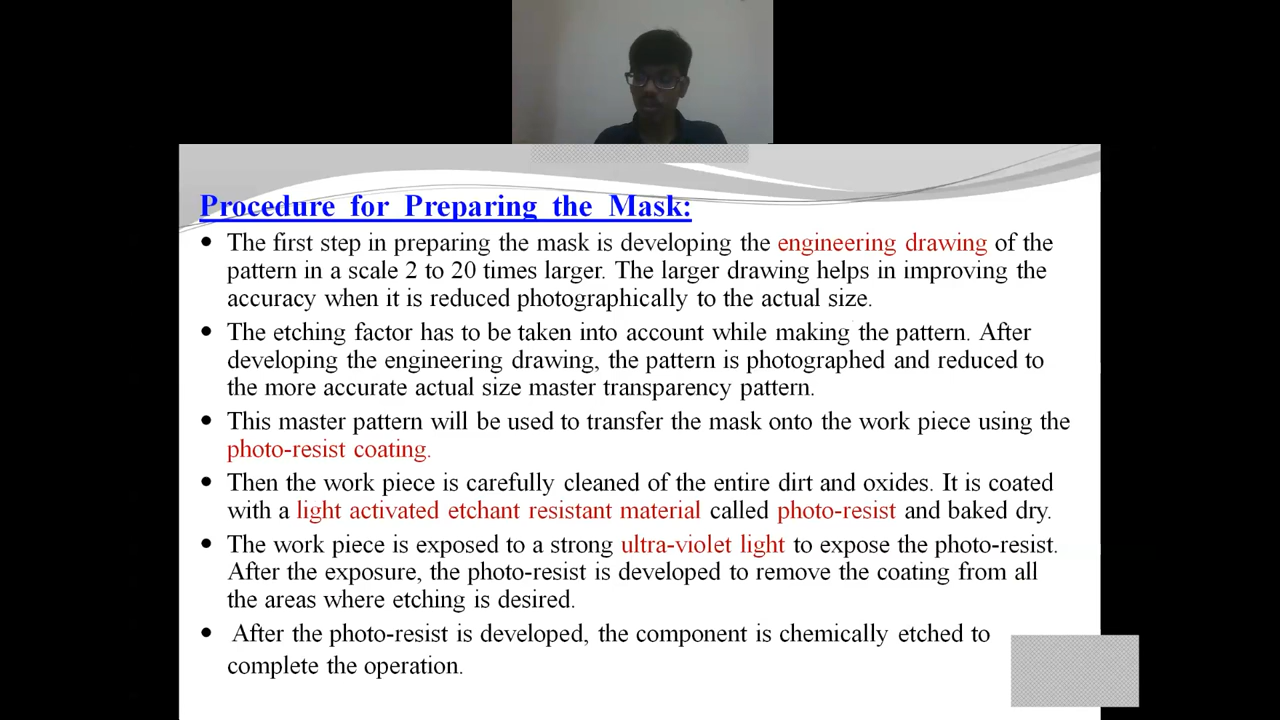 Procedure for Preparing the Mask:
• The first step in preparing the mask is developing the engineering drawing of the
pattern in a scale 2 to 20 times larger. The larger drawing helps in improving the
accuracy when it is reduced photographically to the actual size.
• The etching factor has to be taken into account while making the pattern. After
developing the engineering drawing, the pattern is photographed and reduced to
the more accurate actual size master transparency pattern.
• This master pattern will be used to transfer the mask onto the work piece using the
photo-resist coating.
• Then the work piece is carefully cleaned of the entire dirt and oxides. It is coated
with a light activated etchant resistant material called photo-resist and baked dry.
• The work piece is exposed to a strong ultra-violet light to expose the photo-resist.
After the exposure, the photo-resist is developed to remove the coating from all
the areas where etching is desired.
• After the photo-resist is developed, the component is chemically etched to
complete the operation.